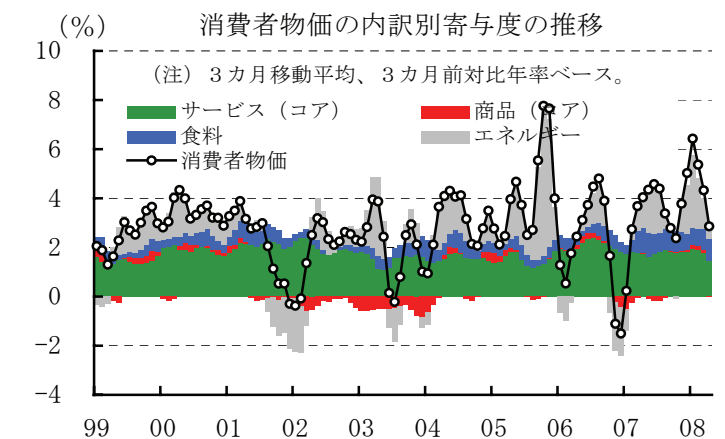 (%)
消費者物価の内訳別寄与度の推移
10
(注) 3カ月移動平均、3カ月前対比年率ベース。
8
サービス (コア)
商品 (コア)
食料
エネルギー
6
消費者物価
4
2
0
−2
−4
99 00 01 02 03 04 05 06 07 08